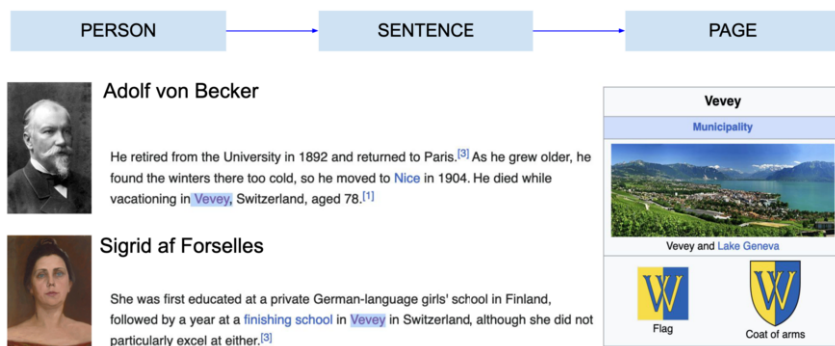 PERSON
SENTENCE
PAGE
Adolf von Becker
He retired from the University in 1892 and returned to Paris.[3] As he grew older, he
found the winters there too cold, so he moved to Nice in 1904. He died while
vacationing in Vevey, Switzerland, aged 78.[1]
Sigrid af Forselles
She was first educated at a private German-language girls' school in Finland,
followed by a year at a finishing school in Vevey in Switzerland, although she did not
particularly excel at either.[3]
Vevey
Municipality
Vevey and Lake Geneva
Flag
Coat of arms